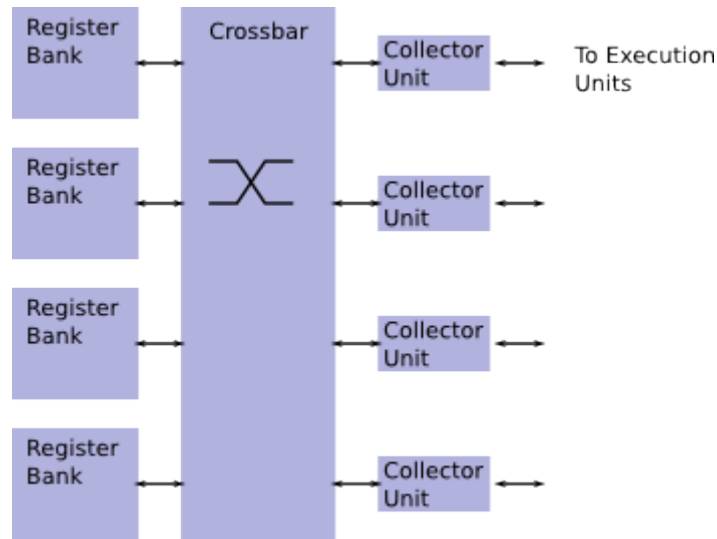 Register
Bank
Crossbar
Collector
Unit
To Execution
Units
Register
Bank
Collector
Unit
Register
Bank
Collector
Unit
Register
Bank
Collector
Unit